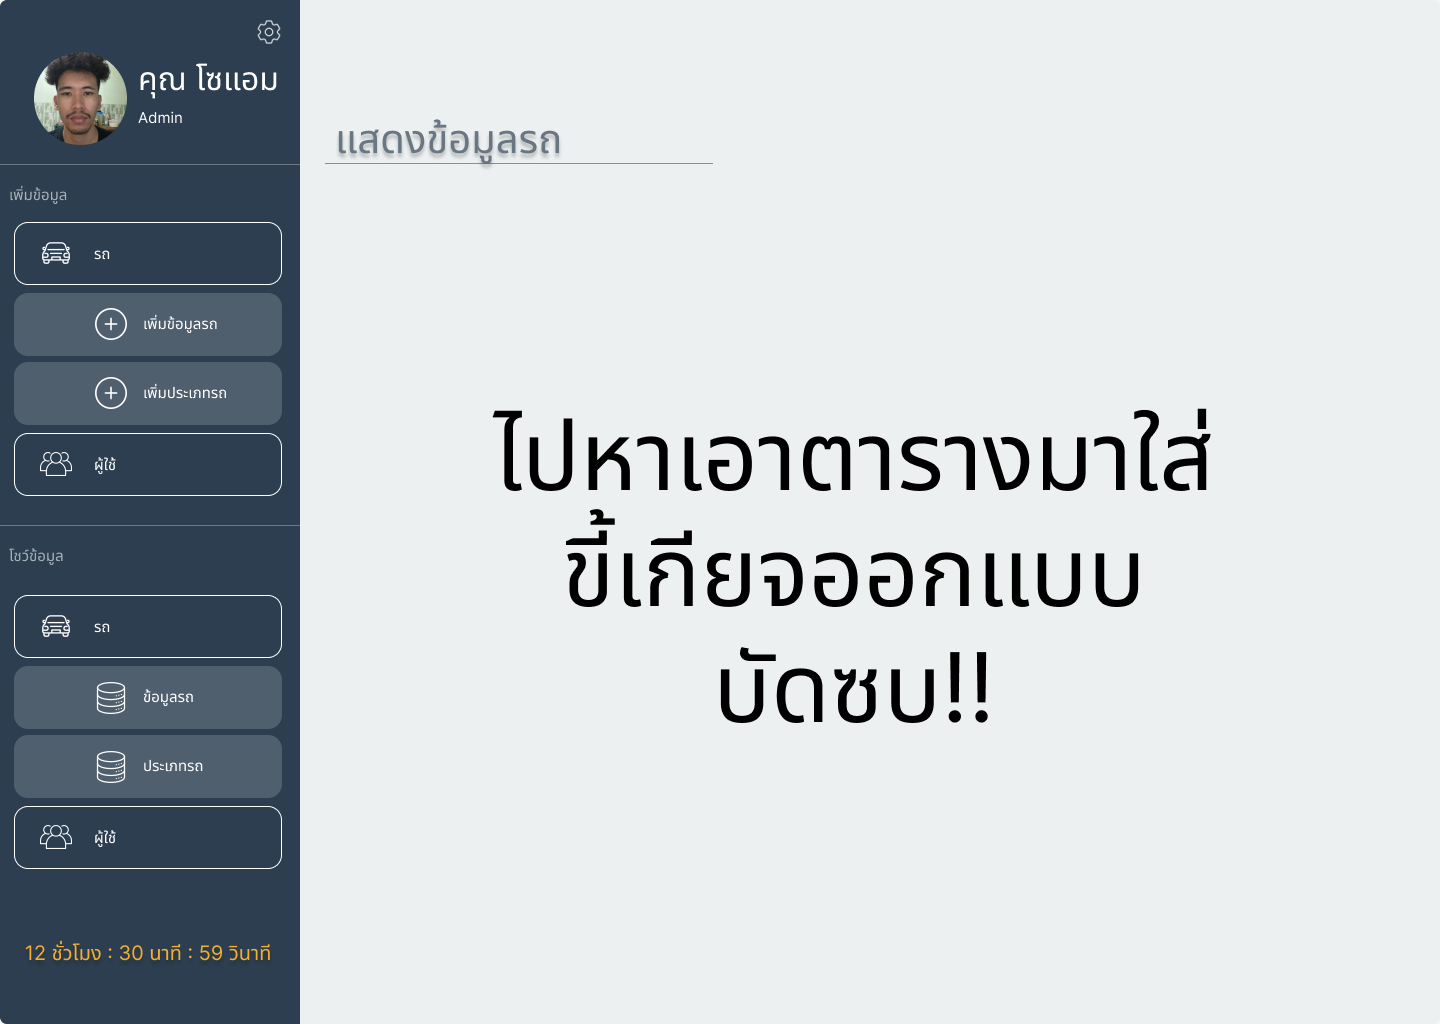 คุณ โซแอม
Admin
เพิ่มข้อมูล
รถ
เพิ่มข้อมูลรถ
เพิ่มประเภทรถ
ผู้ใช้
โชว์ข้อมูล
รถ
ข้อมูลรถ
ประเภทรถ
ผู้ใช้
12 ชั่วโมง : 30 นาที : 59 วินาที
แสดงข้อมูลรถ
ไปหาเอาตารางมาใส่
ขี้เกียจออกแบบ
บัดซบ!!